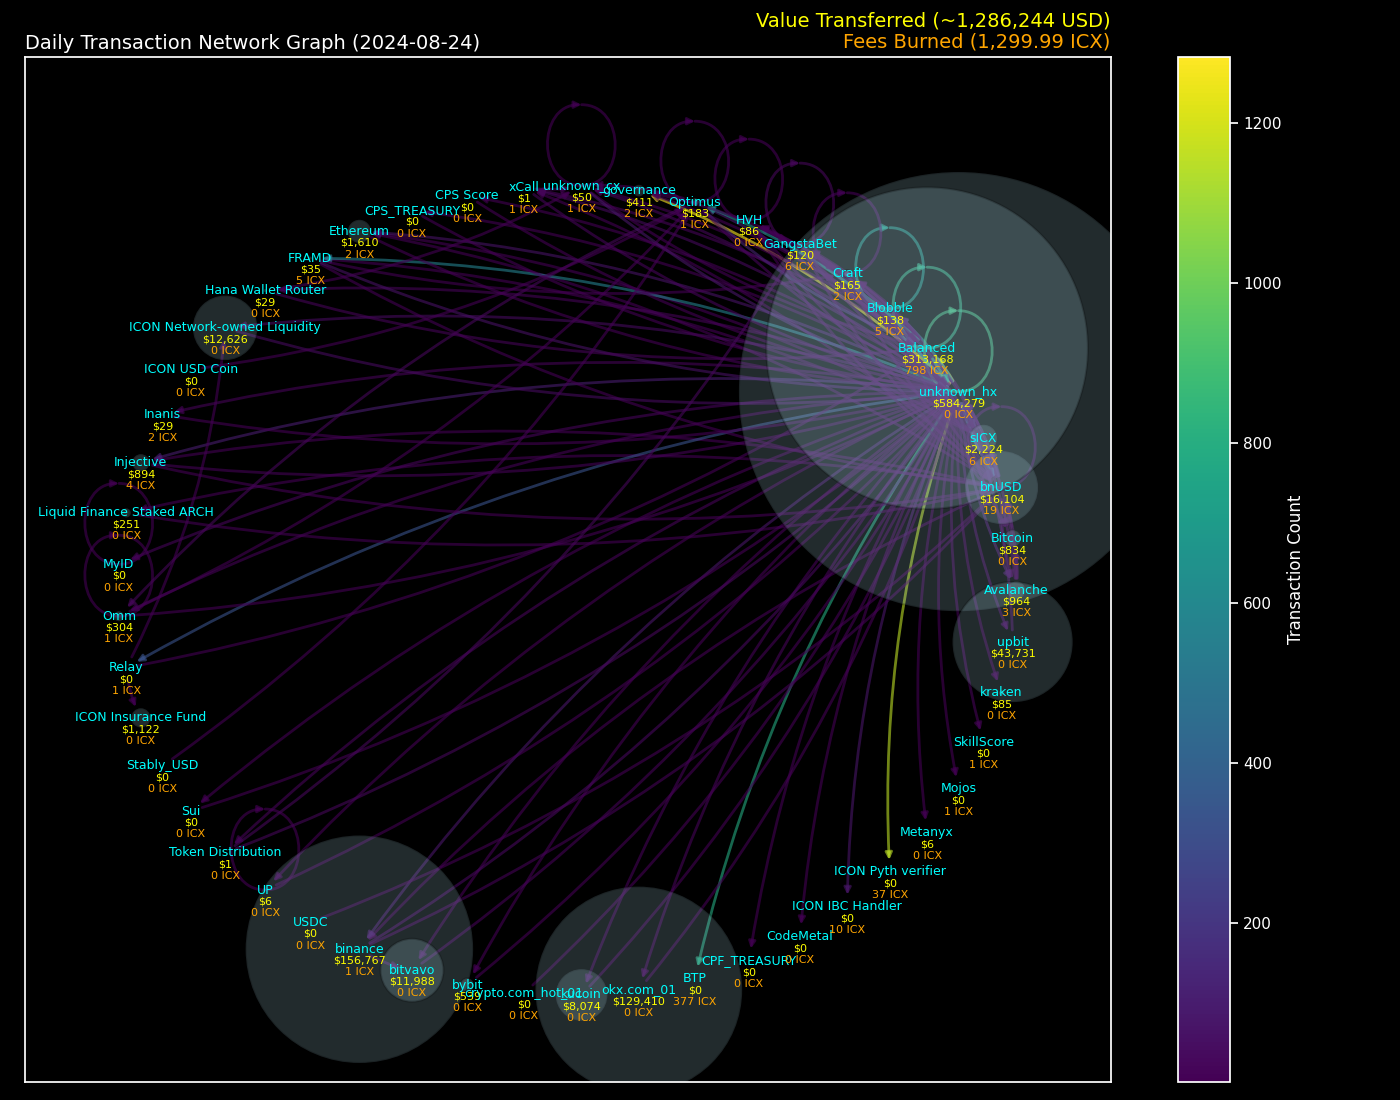 Value Transferred (~1,286,244 USD)
Daily Transaction Network Graph (2024-08-24)
Fees Burned (1,299.99 ICX)
xCall
$1
1 ICX
unknown_cx
$50
1 ICX
governance
$411
2 ICX
CPS Score
$0
0 ICX
Optimus
$183
1 ICX
CPS_TREASURY
$0
0 ICX
HVH
$86
0 ICX
Ethereum
$1,610
2 ICX
GangstaBet
$120
6 ICX
FRAMD
$35
5 ICX
Craft
$165
2 ICX
Hana Wallet Router
$29
0 ICX
Blobble
$138
5 ICX
ICON Network-owned Liquidity
$12,626
0 ICX
Balanced
$313,168
798 ICX
ICON USD Coin
$0
0 ICX
unknown_hx
$584,279
0 ICX
Inanis
$29
2 ICX
sICX
$2,224
6 ICX
Injective
$894
4 ICX
bnUSD
$16,104
19 ICX
Liquid Finance Staked ARCH
$251
0 ICX
Bitcoin
$834
0 ICX
MyID
$0
0 ICX
Avalanche
$964
3 ICX
Omm
$304
1 ICX
upbit
$43,731
0 ICX
Relay
$0
1 ICX
kraken
$85
0 ICX
ICON Insurance Fund
$1,122
0 ICX
SkillScore
$0
1 ICX
Stably_USD
$0
0 ICX
Mojos
$0
1 ICX
Sui
$0
0 ICX
Metanyx
$6
0 ICX
Token Distribution
$1
0 ICX
ICON Pyth verifier
$0
37 ICX
UP
$6
0 ICX
ICON IBC Handler
$0
10 ICX
USDC
$0
0 ICX
CodeMetal
$0
0 ICX
binance
$156,767
1 ICX
CPF_TREASURY
$0
0 ICX
bitvavo
$11,988
0 ICX
BTP
$0
377 ICX
bybit
0 ICX
crypto.com_hot_01
$0
0 ICX
$8,074
0 ICX
okx.com_01
$129,410
0 ICX
1200
1000
800
600
400
200
Transaction Count